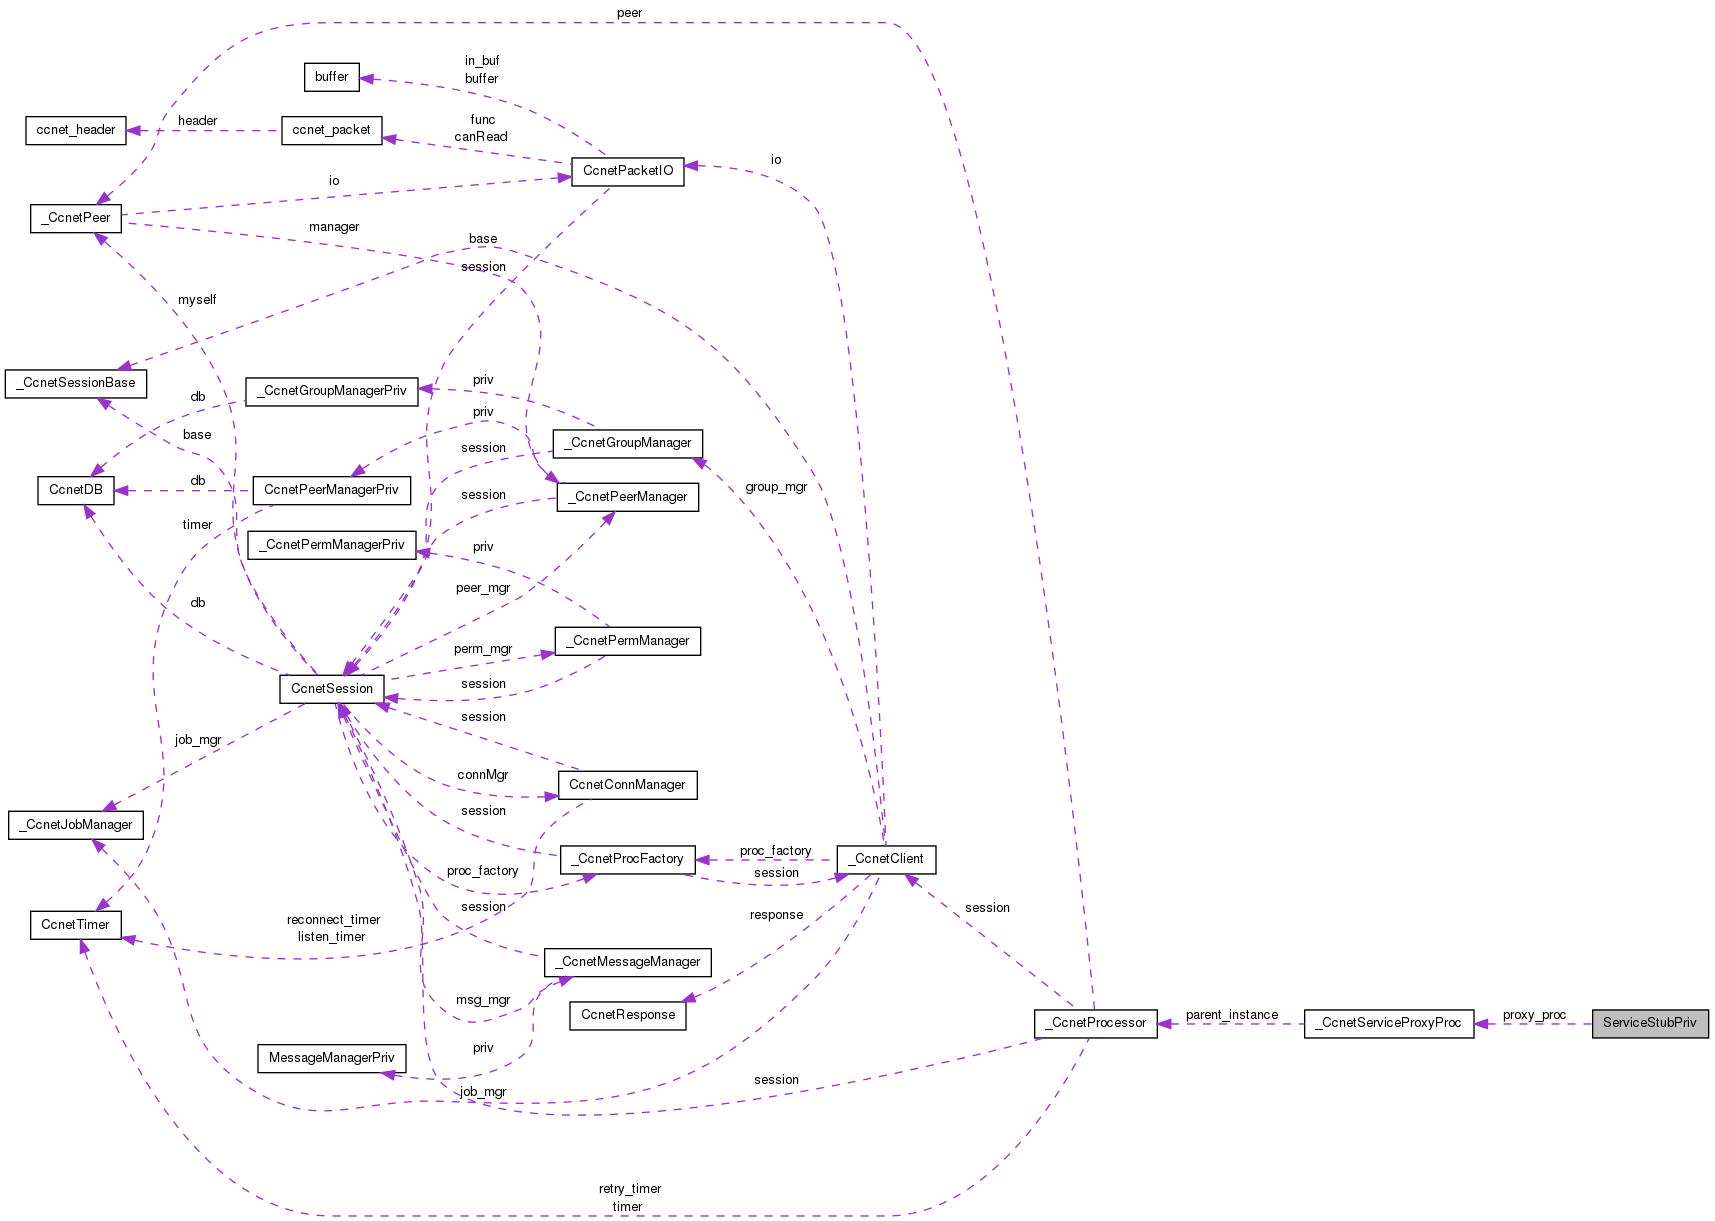 peer
in_buf
buffer
buffer
func
canRead
ccnet_header
header
ccnet_packet
io
CcnetPacketIO
io
_CcnetPeer
manager
base
session
myself
_CcnetSessionBase
_CcnetGroupManagerPriv
priv
db
priv
base
session
_CcnetGroupManager
db
CcnetDB
CcnetPeerManagerPriv
session
_CcnetPeerManager
group_mgr
timer
_CcnetPermManagerPriv
priv
db
peer_mgr
perm_mgr
_CcnetPermManager
session
CcnetSession
session
job_mgr
connMgr
CcnetConnManager
session
_CcnetJobManager
proc_factory
_CcnetProcFactory
proc_factory
session
_CcnetClient
session
reconnect_timer
listen_timer
CcnetTimer
response
session
_CcnetMessageManager
msg_mgr
CcnetResponse
_CcnetProcessor
parent_instance
_CcnetServiceProxyProc
proxy_proc
ServiceStubPriv
MessageManagerPriv
priv
job_mgr
session
retry_timer
timer